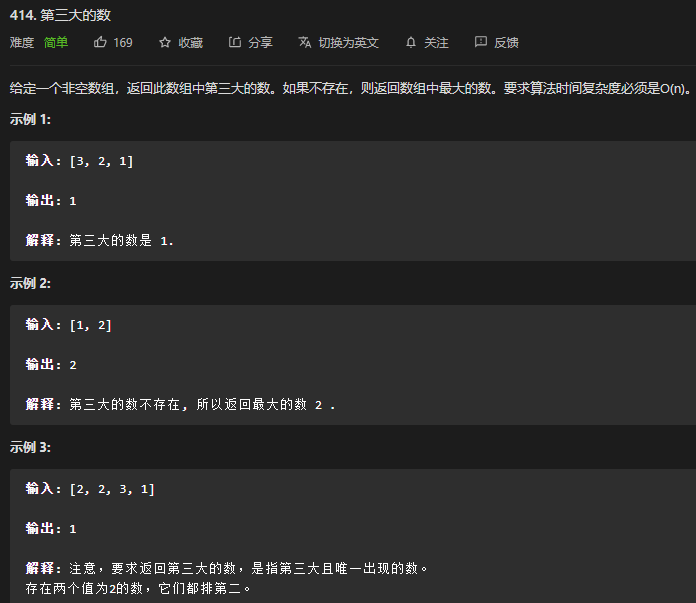 414. 第三大的数
难度 简单 169 收藏 分享 切换为英文 关注 反馈
给定一个非空数组，返回此数组中第三大的数。如果不存在，则返回数组中最大的数。要求算法时间复杂度必须是O(n)。
示例 1:
输入: [3, 2, 1]
输出: 1
解释: 第三大的数是 1.
示例 2:
输入: [1, 2]
输出: 2
解释: 第三大的数不存在, 所以返回最大的数 2 .
示例 3:
输入: [2, 2, 3, 1]
输出: 1
解释: 注意，要求返回第三大的数，是指第三大且唯一出现的数。
存在两个值为2的数，它们都排第二。